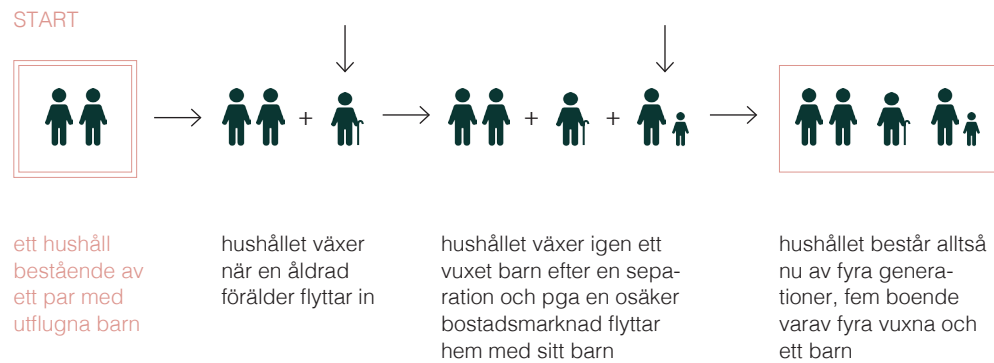 START
+
+
+
ett hushåll
bestående av
ett par med
utflugna barn
hushållet växer
när en åldrad
förälder flyttar in
hushållet växer igen ett
vuxet barn efter en sepa-
ration och pga en osäker
bostadsmarknad flyttar
hem med sitt barn
hushållet består alltså
nu av fyra genera-
tioner, fem boende
varav fyra vuxna och
ett barn